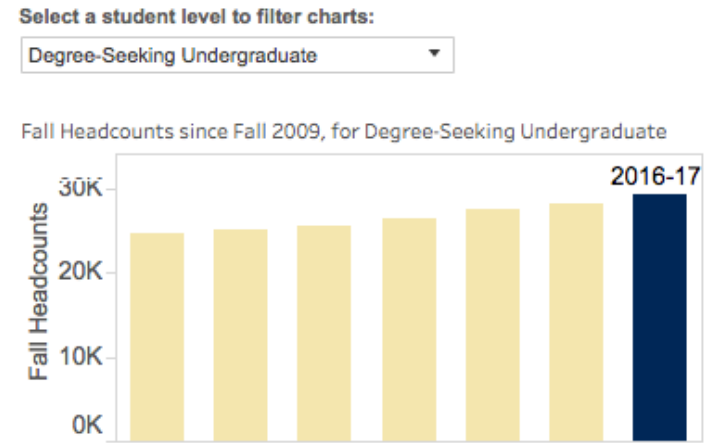 Select a student level to filter charts:
Degree-Seeking Undergraduate
Fall Headcounts since Fall 2009, for Degree-Seeking Undergraduate
2016-17
Fall Headcounts
30K
20K
10K
0K